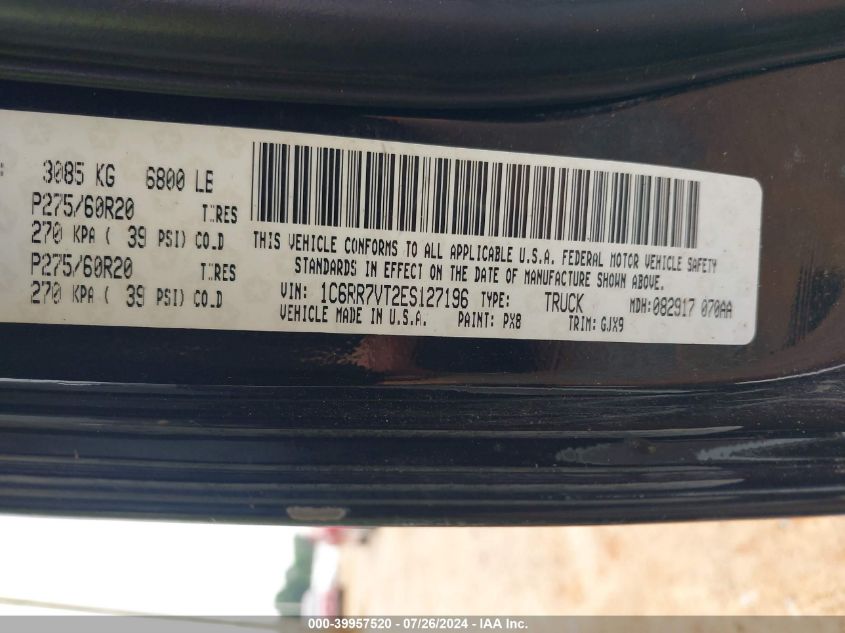 3085 KG 6800 LB
P275/60R20 TIRES
270 KPA ( 39 PSI) CO.D
P275/60R20 TIRES
270 KPA ( 39 PSI) CO.D
THIS VEHICLE CONFORMS TO ALL APPLICABLE U.S.A. FEDERAL MOTOR VEHICLE SAFETY
STANDARDS IN EFFECT ON THE DATE OF MANUFACTURE SHOWN ABOVE.
VIN: 1C6RR7VT2ES127196 TYPE: TRUCK MDH:082917 070AA
VEHICLE MADE IN U.S.A. PAINT: PX8 TRIM: GJX9
000-39957520 - 07/26/2024 - IAA Inc.